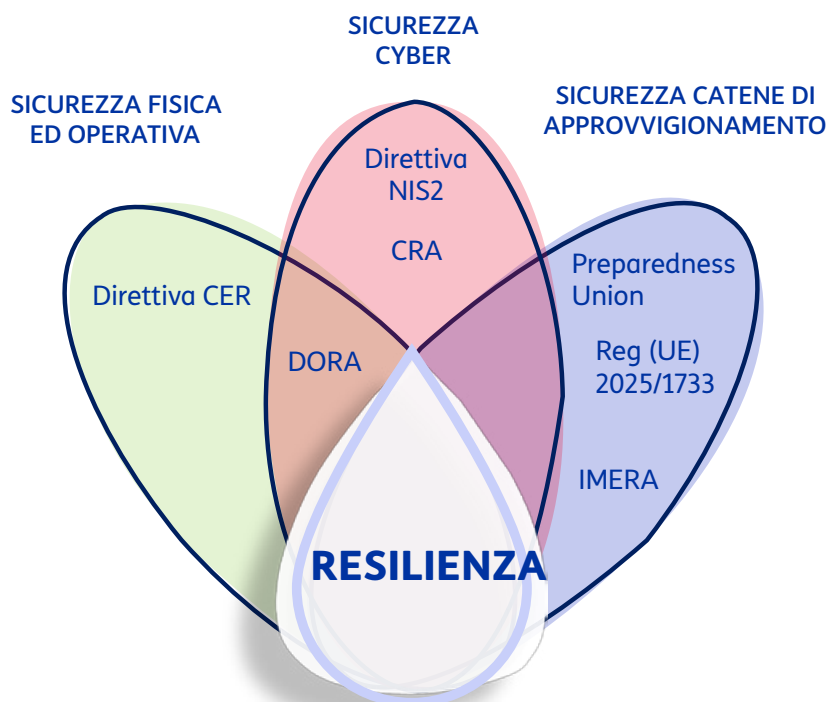 SICUREZZA
CYBER
SICUREZZA FISICA
ED OPERATIVA
SICUREZZA CATENE DI
APPROVVIGIONAMENTO
Direttiva
NIS2
CRA
Direttiva CER
DORA
Preparedness
Union
Reg (UE)
2025/1733
IMERA
RESILIENZA